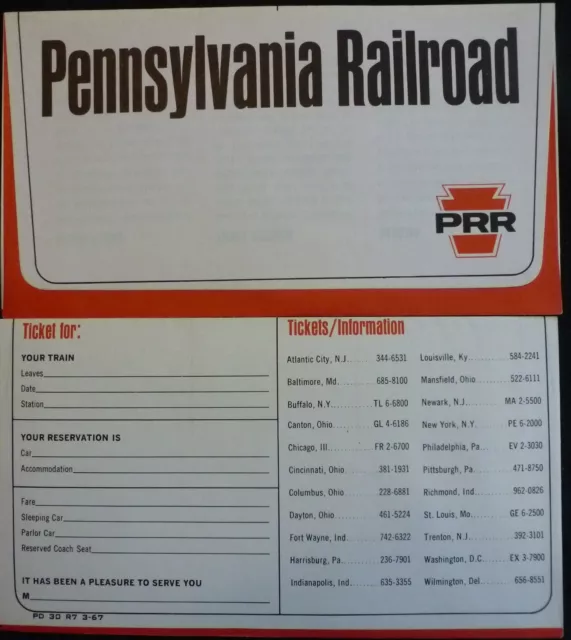 Pennsylvania Railroad
PRR
Ticket for:
YOUR TRAIN
Leaves
Date
Station
YOUR RESERVATION IS
Car
Accommodation
Fare
Sleeping Car
Parlor Car
Reserved Coach Seat
IT HAS BEEN A PLEASURE TO SERVE YOU
M
PD 30 R7 3-67
Tickets/Information
Atlantic City, N.J. 344-6531
Baltimore, Md. 685-8100
Buffalo, N.Y. TL 6-6800
Canton, Ohio GL 4-6186
Chicago, Ill. FR 2-6700
Cincinnati, Ohio 381-1931
Columbus, Ohio 228-6881
Dayton, Ohio 461-5224
Fort Wayne, Ind. 742-6322
Harrisburg, Pa. 236-7901
Indianapolis, Ind. 635-3355
Louisville, Ky. 584-2241
Mansfield, Ohio 522-6111
Newark, N.J. MA 2-5500
New York, N.Y. PE 6-2000
Philadelphia, Pa. EV 2-3030
Pittsburgh, Pa. 471-8750
Richmond, Ind. 962-0826
St. Louis, Mo. GE 6-2500
Trenton, N.J. 392-3101
Washington, D.C. EX 3-7900
Wilmington, Del. 656-8551